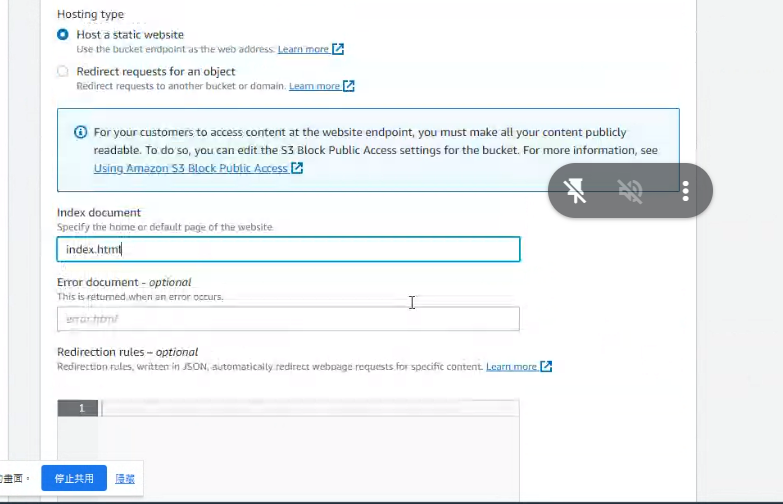 Hosting type
Host a static website
Use the bucket endpoint as the web address. Learn more
Redirect requests for an object
Redirect requests to another bucket or domain. Learn more
For your customers to access content at the website endpoint, you must make all your content publicly
readable. To do so, you can edit the S3 Block Public Access settings for the bucket. For more information, see
Using Amazon S3 Block Public Access
Index document
Specify the home or default page of the website.
index.html
Error document – optional
This is returned when an error occurs.
error.html
Redirection rules – optional
Redirection rules, written in JSON, automatically redirect webpage requests for specific content. Learn more
1
的畫面。 停止共用 隱藏